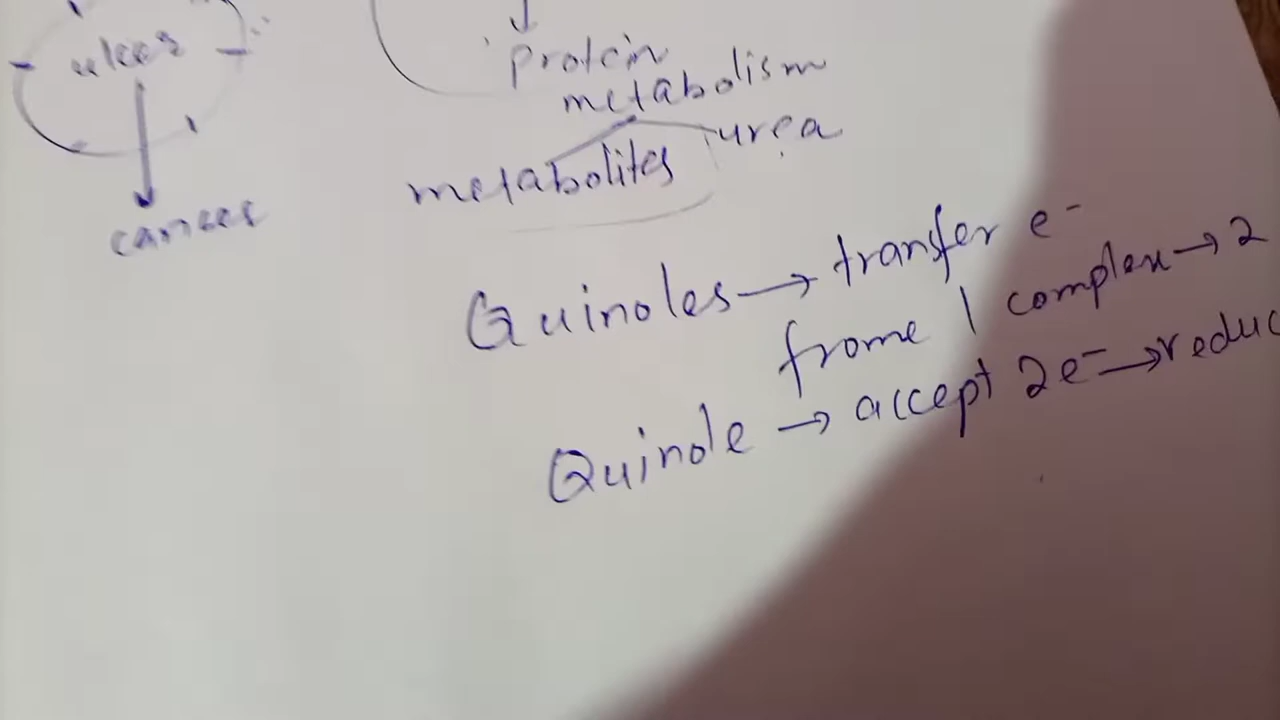 ulcer
cancer
protein
metabolism
urea
metabolites
Quinoles → transfer e⁻
frome 1 complex → 2
Quinole → accept 2e⁻ → reduc